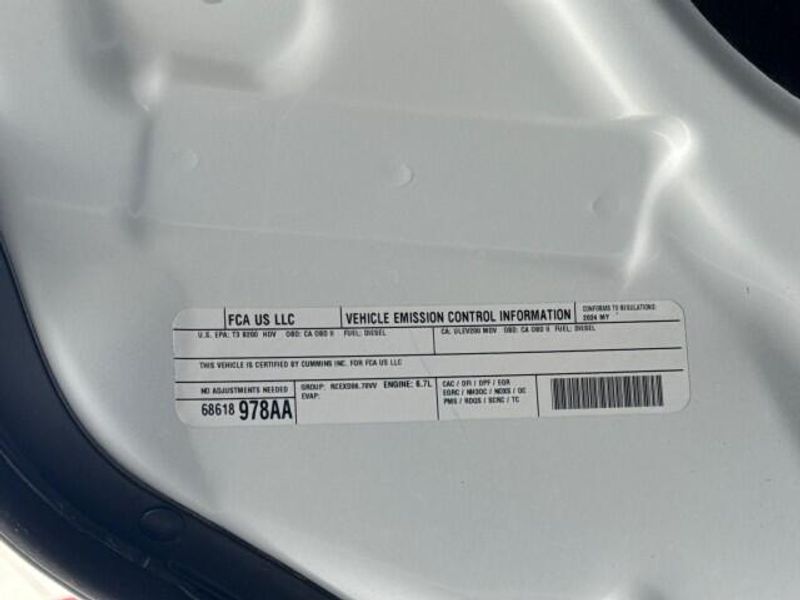 FCA US LLC
VEHICLE EMISSION CONTROL INFORMATION
CONFORMS TO REGULATIONS:
2024 MY
U.S. EPA: T3 B200 HDV OBD: CA OBD II FUEL: DIESEL
CA: ULEV200 MDV OBD: CA OBD II FUEL: DIESEL
THIS VEHICLE IS CERTIFIED BY CUMMINS INC. FOR FCA US LLC
NO ADJUSTMENTS NEEDED
68618 978AA
GROUP: ENGINE: 6.7L
EVAP:
CAC / DFI / DPF / EGR
EGRC / NH3OC / NOXS / OC
PMS / RDQS / SCRC / TC